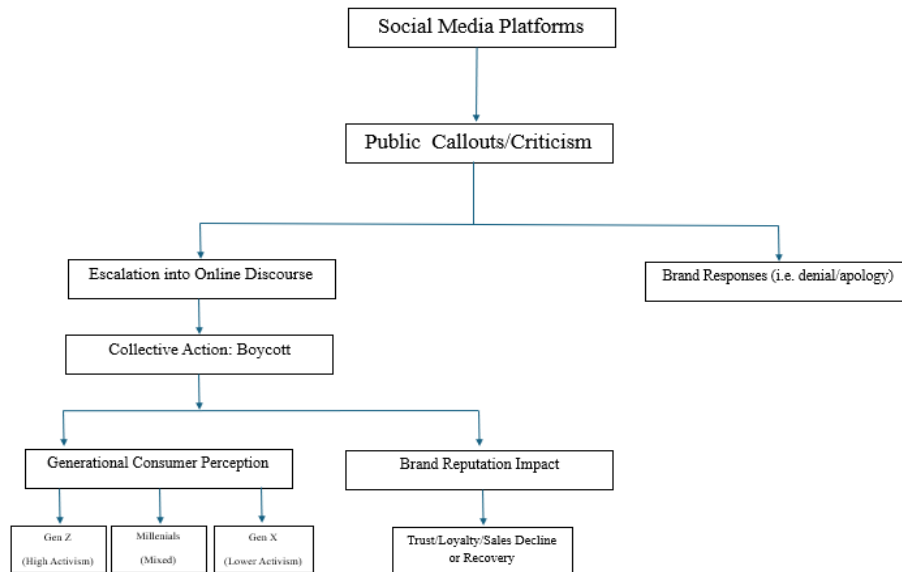 Social Media Platforms
Public Callouts/Criticism
Escalation into Online Discourse
Brand Responses (i.e. denial/apology)
Collective Action: Boycott
Generational Consumer Perception
Brand Reputation Impact
Gen Z
(High Activism)
Millenials
(Mixed)
Gen X
(Lower Activism)
Trust/Loyalty/Sales Decline
or Recovery